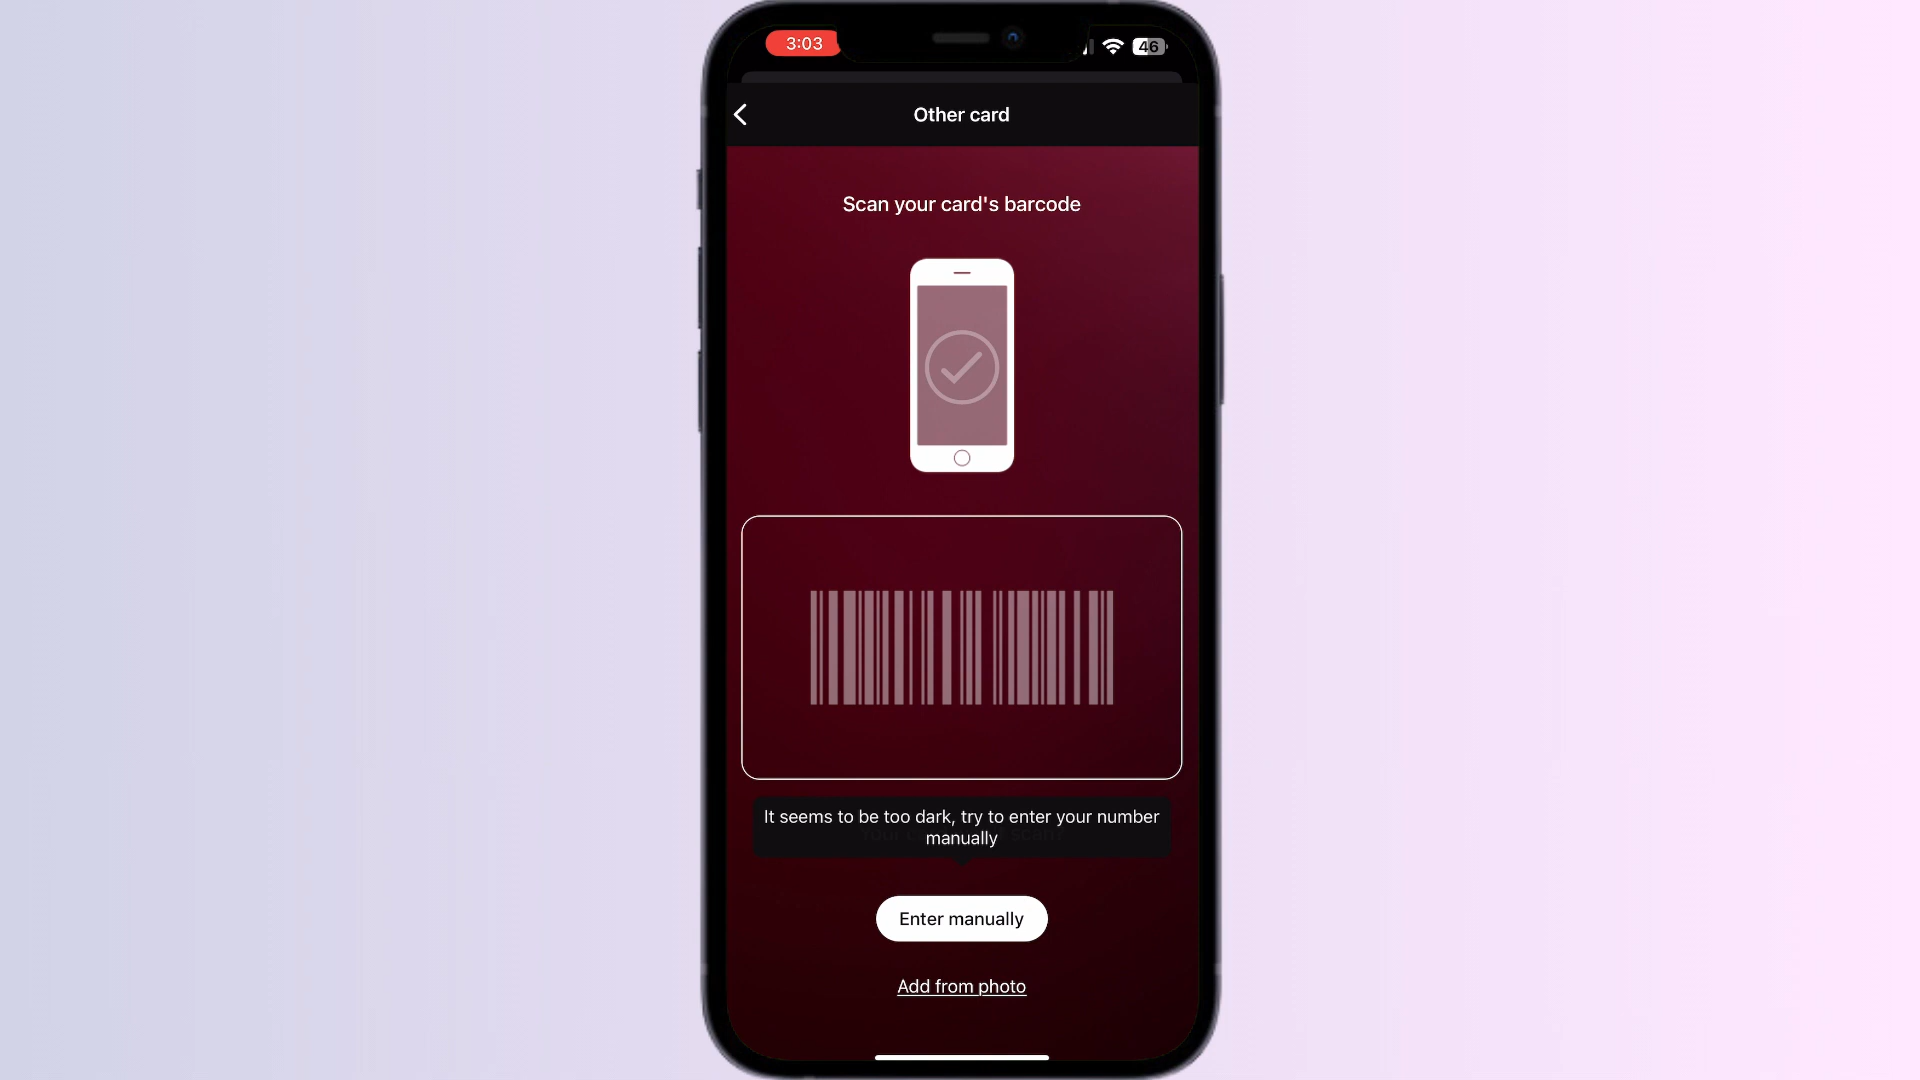 3:03
46
Other card
Scan your card's barcode
It seems to be too dark, try to enter your number
manually
Enter manually
Add from photo